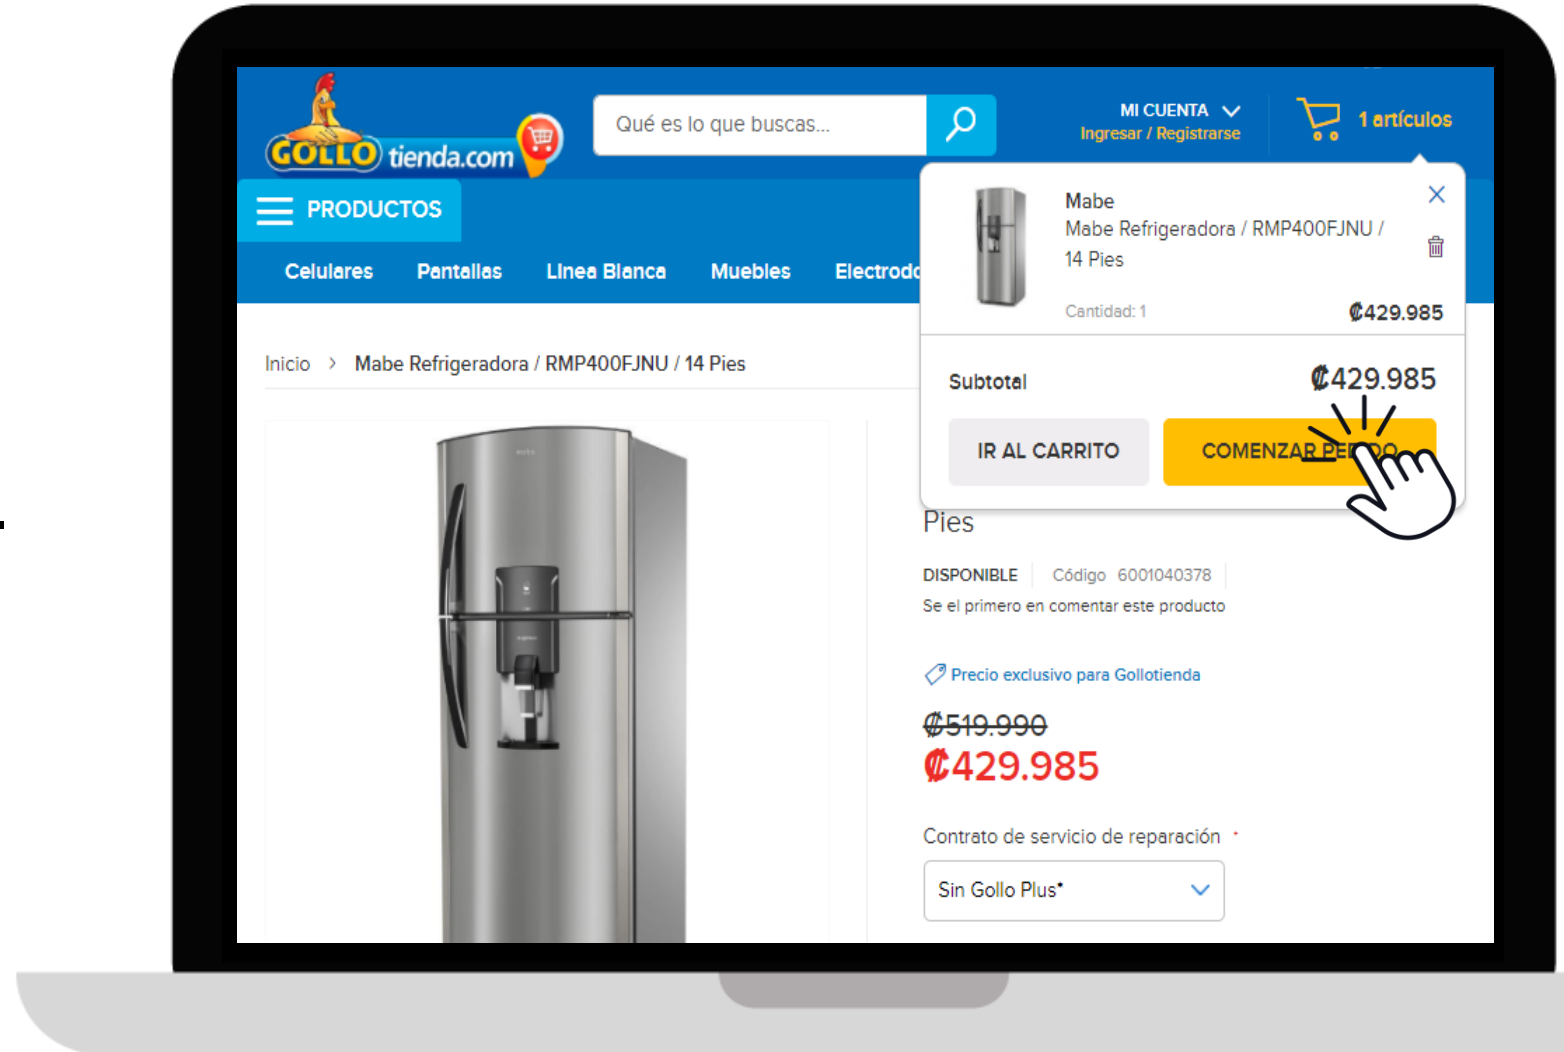 GOLLO tienda.com
Qué es lo que buscas...
MI CUENTA
Ingresar / Registrarse
1 artículos
PRODUCTOS
Celulares Pantallas Línea Blanca Muebles Electrodo
Mabe
Mabe Refrigeradora / RMP400FJNU /
14 Pies
Cantidad: 1 ₡429.985
Subtotal ₡429.985
IR AL CARRITO COMENZAR PEDIDO
Inicio > Mabe Refrigeradora / RMP400FJNU / 14 Pies
Pies
DISPONIBLE Código 6001040378
Se el primero en comentar este producto
Precio exclusivo para Gollotienda
₡519.990
₡429.985
Contrato de servicio de reparación *
Sin Gollo Plus*